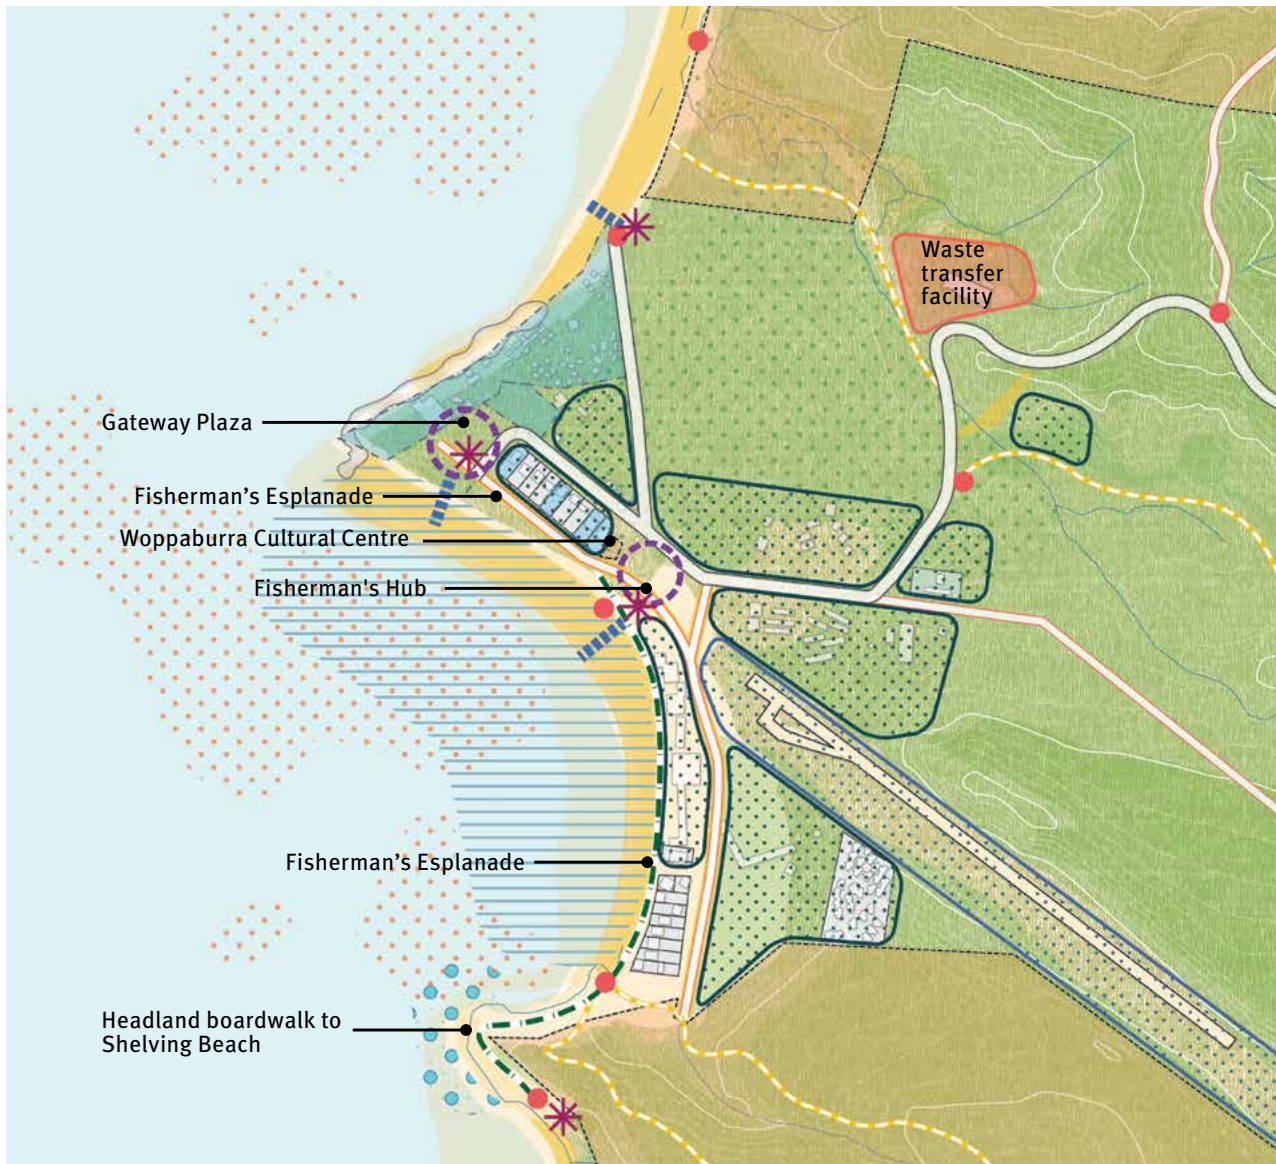 Waste
transfer
facility
Gateway Plaza
Fisherman’s Esplanade
Woppaburra Cultural Centre
Fisherman's Hub
Fisherman’s Esplanade
Headland boardwalk to
Shelving Beach